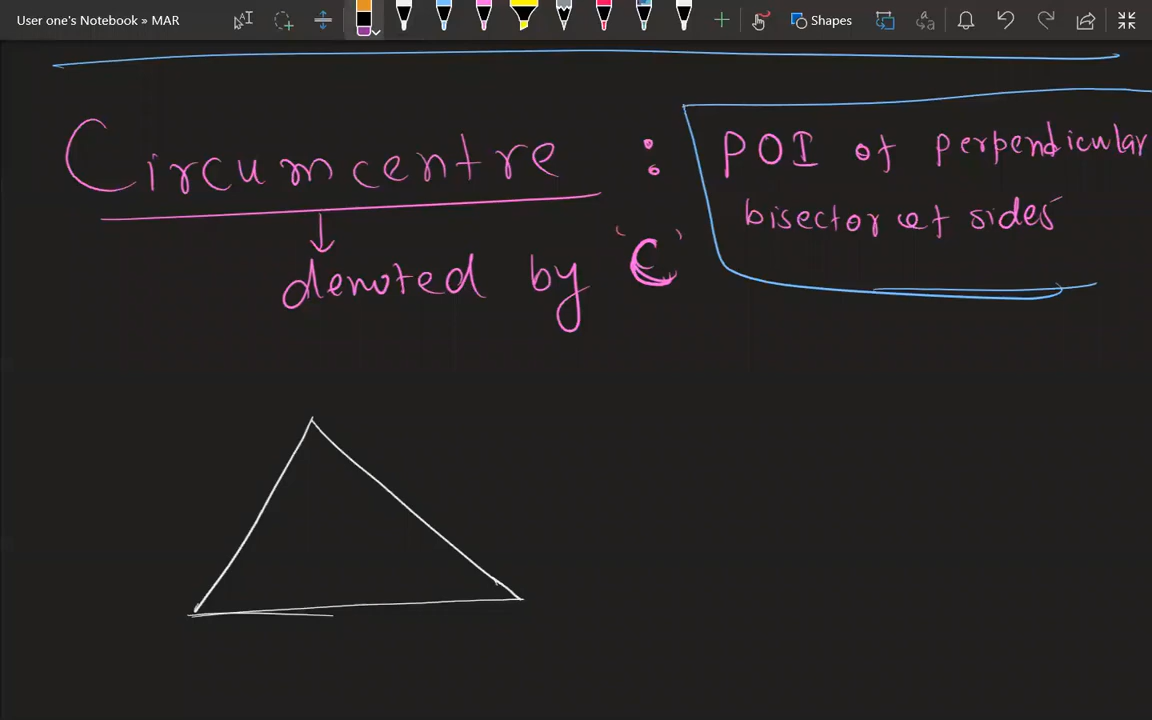 User one's Notebook » MAR
Shapes
Circumcentre :
POI of perpendicular
bisector of sides
denoted by 'C'